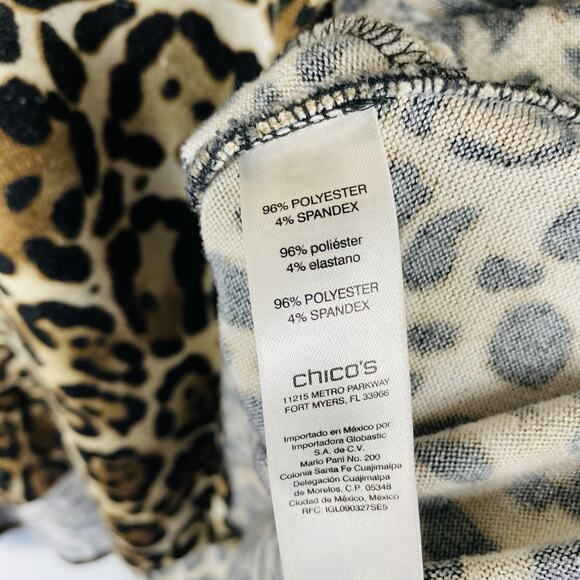 96% POLYESTER
4% SPANDEX
96% poliéster
4% elastano
96% POLYESTER
4% SPANDEX
chico's
11215 METRO PARKWAY
FORT MYERS, FL 33966
Importado en México por:
Importadora Globastic
S.A. de C.V.
Mario Pani No. 200
Colonia Santa Fe Cuajimalpa
Delegación Cuajimalpa
de Morelos, C.P. 05348
Ciudad de México, México
RFC: IGL090327SE5